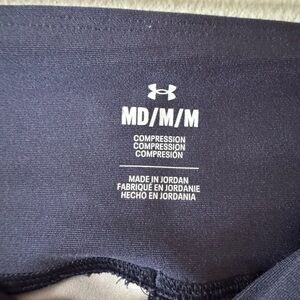 MD/M/M
COMPRESSION
COMPRESSION
COMPRESIÓN
MADE IN JORDAN
FABRIQUÉ EN JORDANIE
HECHO EN JORDANIA